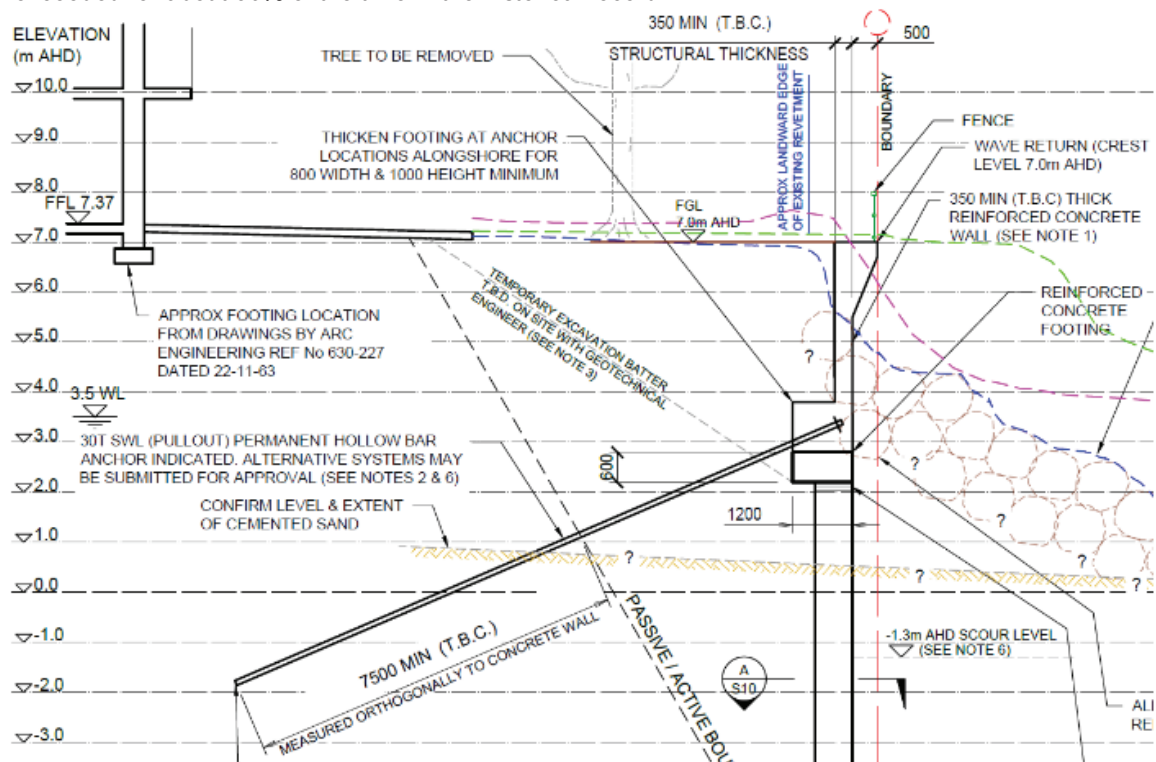 ELEVATION
(m AHD)
10.0
9.0
8.0
FFL 7.37
7.0
6.0
5.0
4.0
3.5 WL
3.0
2.0
1.0
0.0
-1.0
-2.0
-3.0
TREE TO BE REMOVED
350 MIN (T.B.C.)
STRUCTURAL THICKNESS
500
APPROX LANDWARD EDGE
OF EXISTING REVETMENT
BOUNDARY
THICKEN FOOTING AT ANCHOR
LOCATIONS ALONGSHORE FOR
800 WIDTH & 1000 HEIGHT MINIMUM
FENCE
WAVE RETURN (CREST
LEVEL 7.0m AHD)
FGL
7.0m AHD
350 MIN (T.B.C) THICK
REINFORCED CONCRETE
WALL (SEE NOTE 1)
TEMPORARY EXCAVATION BATTER
T.B.D. ON SITE WITH GEOTECHNICAL
ENGINEER (SEE NOTE 3)
REINFORCED
CONCRETE
FOOTING
APPROX FOOTING LOCATION
FROM DRAWINGS BY ARC
ENGINEERING REF No 630-227
DATED 22-11-63
?
30T SWL (PULLOUT) PERMANENT HOLLOW BAR
ANCHOR INDICATED. ALTERNATIVE SYSTEMS MAY
BE SUBMITTED FOR APPROVAL (SEE NOTES 2 & 6)
600
?
CONFIRM LEVEL & EXTENT
OF CEMENTED SAND
1200
?
?
?
?
?
7500 MIN (T.B.C.)
MEASURED ORTHOGONALLY TO CONCRETE WALL
PASSIVE / ACTIVE BOU
-1.3m AHD SCOUR LEVEL
(SEE NOTE 6)
A
S10
ALL
RE